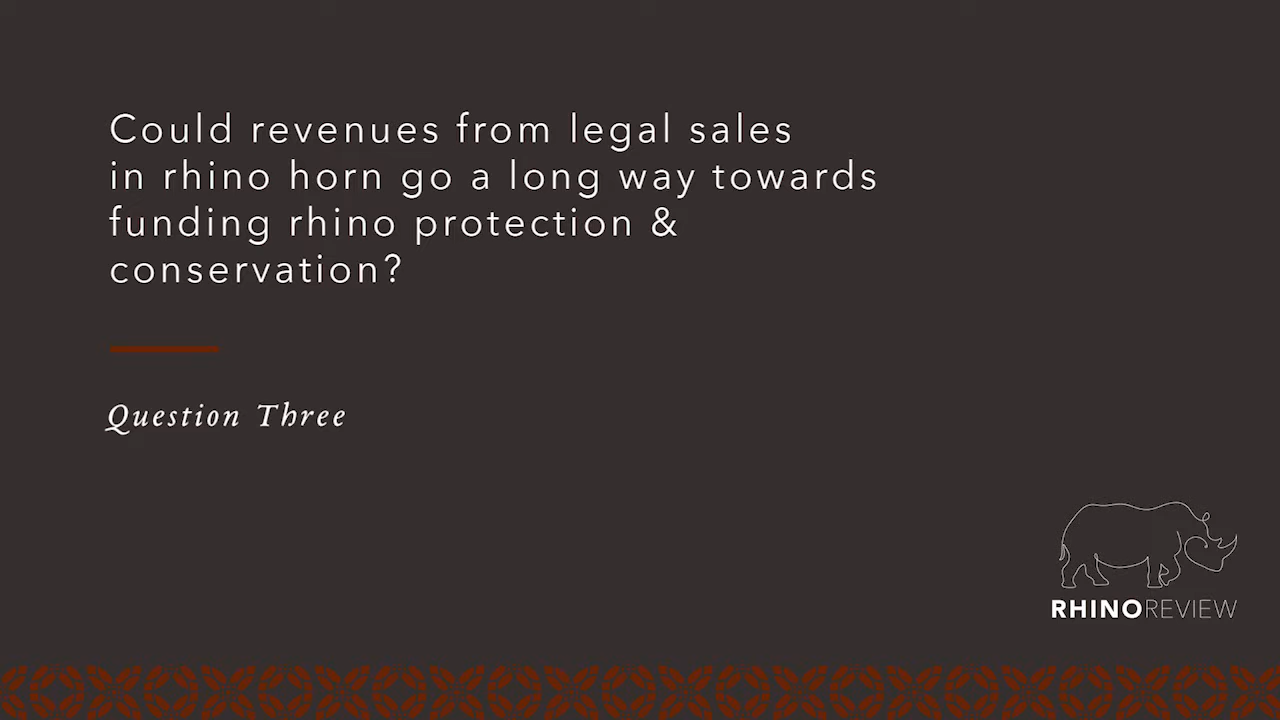 Could revenues from legal sales
in rhino horn go a long way towards
funding rhino protection &
conservation?
Question Three
RHINOREVIEW